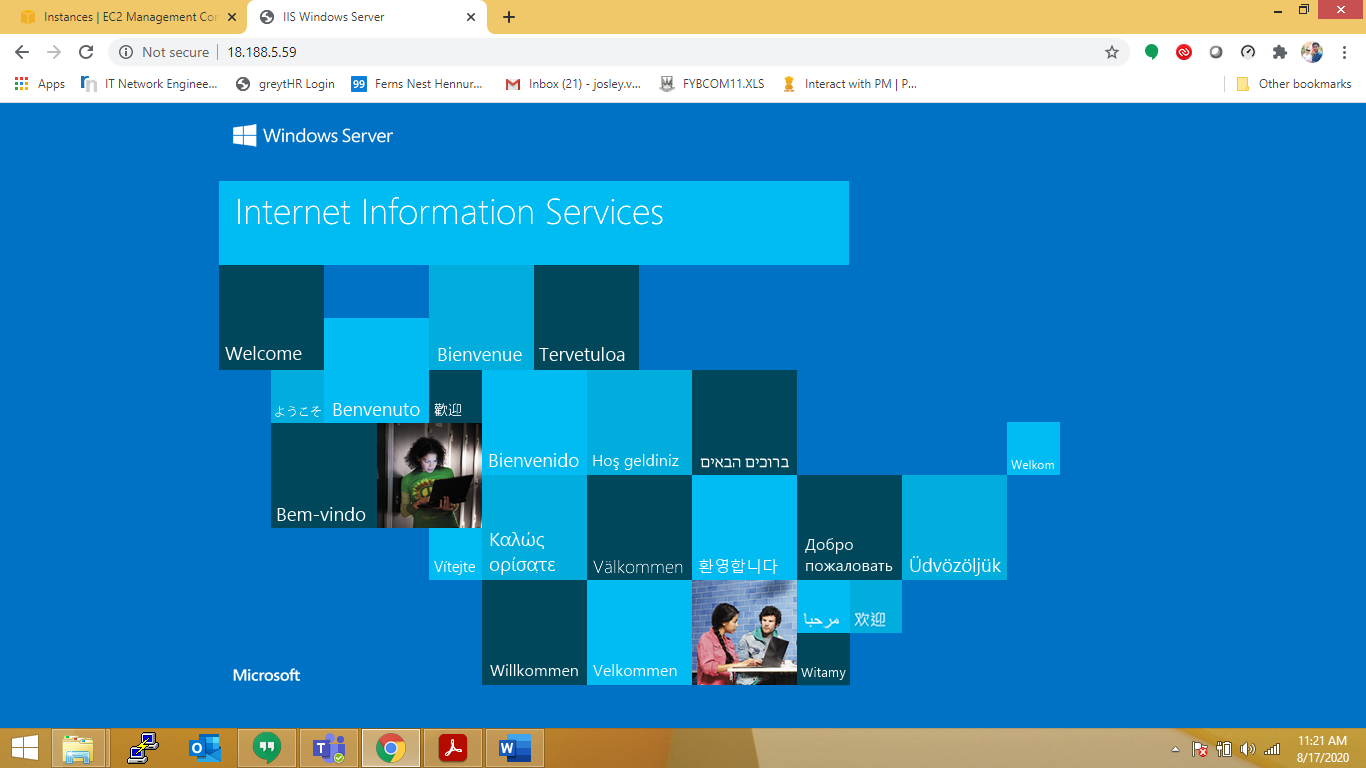 Instances | EC2 Management Con
IIS Windows Server
Not secure
18.188.5.59
Apps
IT Network Enginee...
greytHR Login
99
Ferns Nest Hennur...
Inbox (21) - josley.v...
FYBCOM11.XLS
Interact with PM | P...
Other bookmarks
Windows Server
Internet Information Services
Welcome
Bienvenue
Tervetuloa
ようこそ
Benvenuto
歡迎
Bienvenido
Hoş geldiniz
ברוכים הבאים
Welkom
Bem-vindo
Vítejte
Καλώς
ορίσατε
Välkommen
환영합니다
Добро
пожаловать
Üdvözöljük
Willkommen
Velkommen
مرحبا
欢迎
Witamy
Microsoft
11:21 AM
8/17/2020